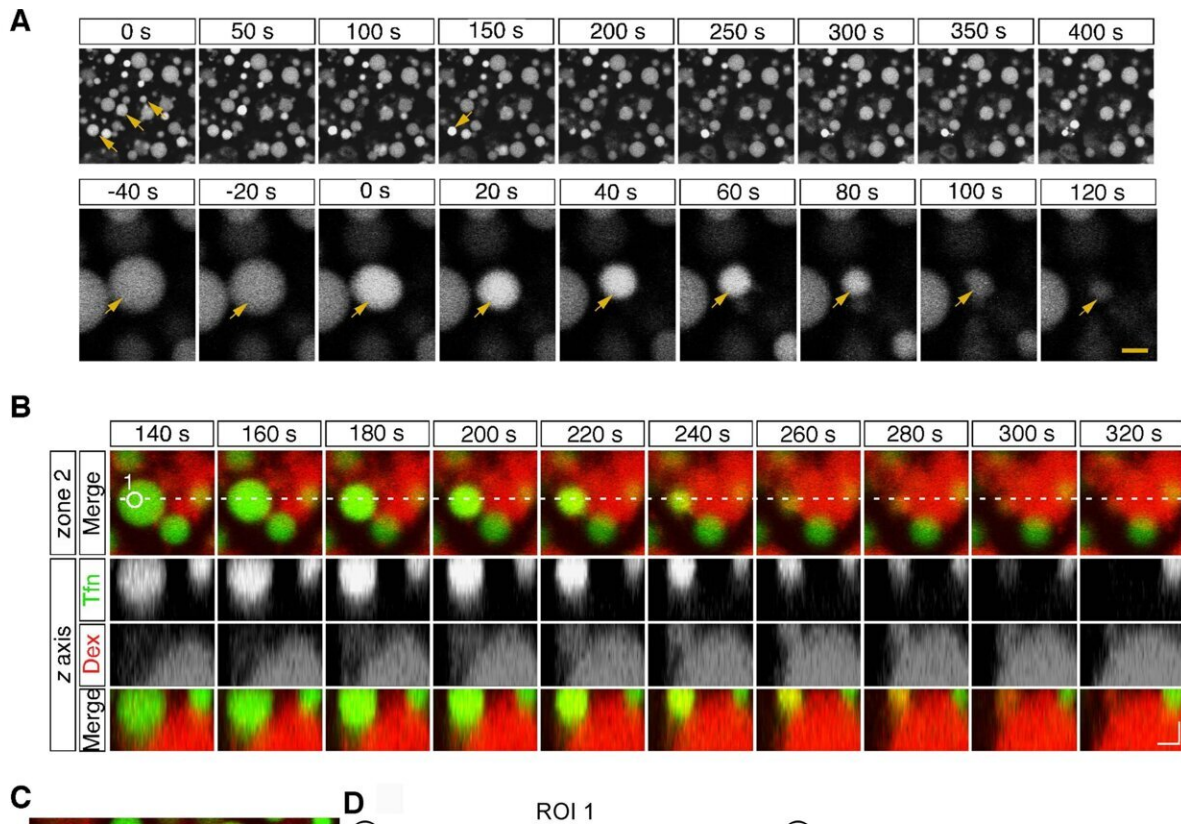 A
0 s 50 s 100 s 150 s 200 s 250 s 300 s 350 s 400 s
-40 s -20 s 0 s 20 s 40 s 60 s 80 s 100 s 120 s
B
140 s 160 s 180 s 200 s 220 s 240 s 260 s 280 s 300 s 320 s
zone 2
Merge
1
z axis
Tfn
Dex
Merge
C
D
ROI 1